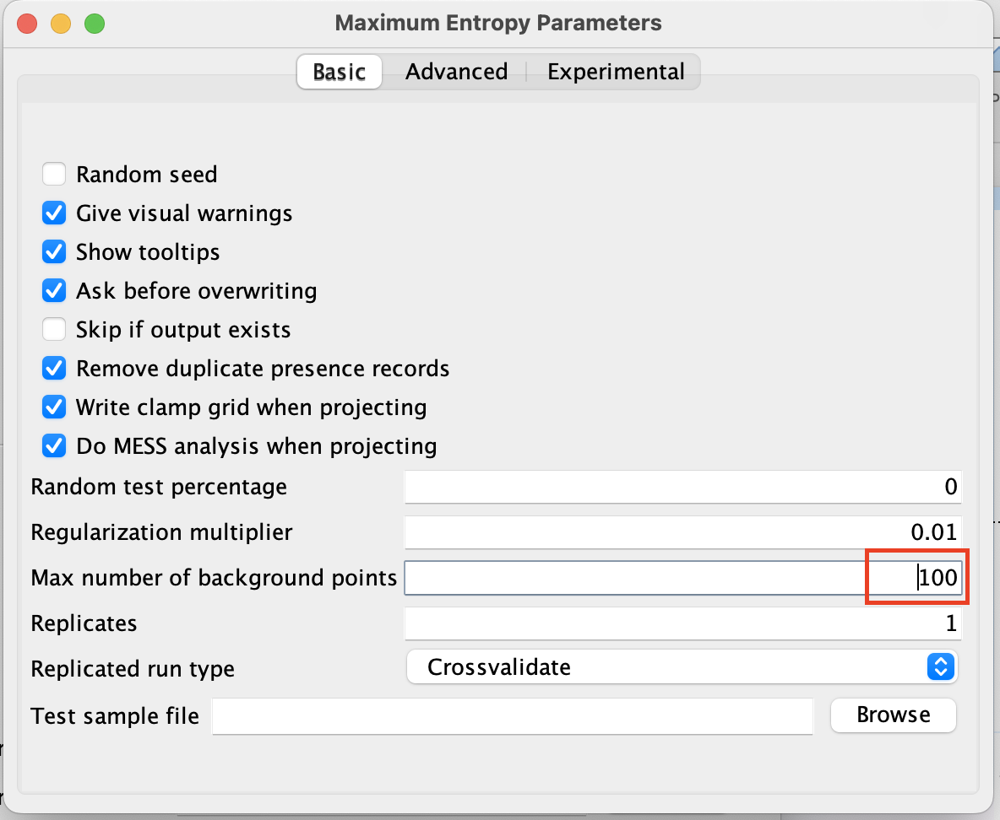 Maximum Entropy Parameters
Basic Advanced Experimental
Random seed
Give visual warnings
Show tooltips
Ask before overwriting
Skip if output exists
Remove duplicate presence records
Write clamp grid when projecting
Do MESS analysis when projecting
Random test percentage 0
Regularization multiplier 0.01
Max number of background points 100
Replicates 1
Replicated run type Crossvalidate
Test sample file Browse